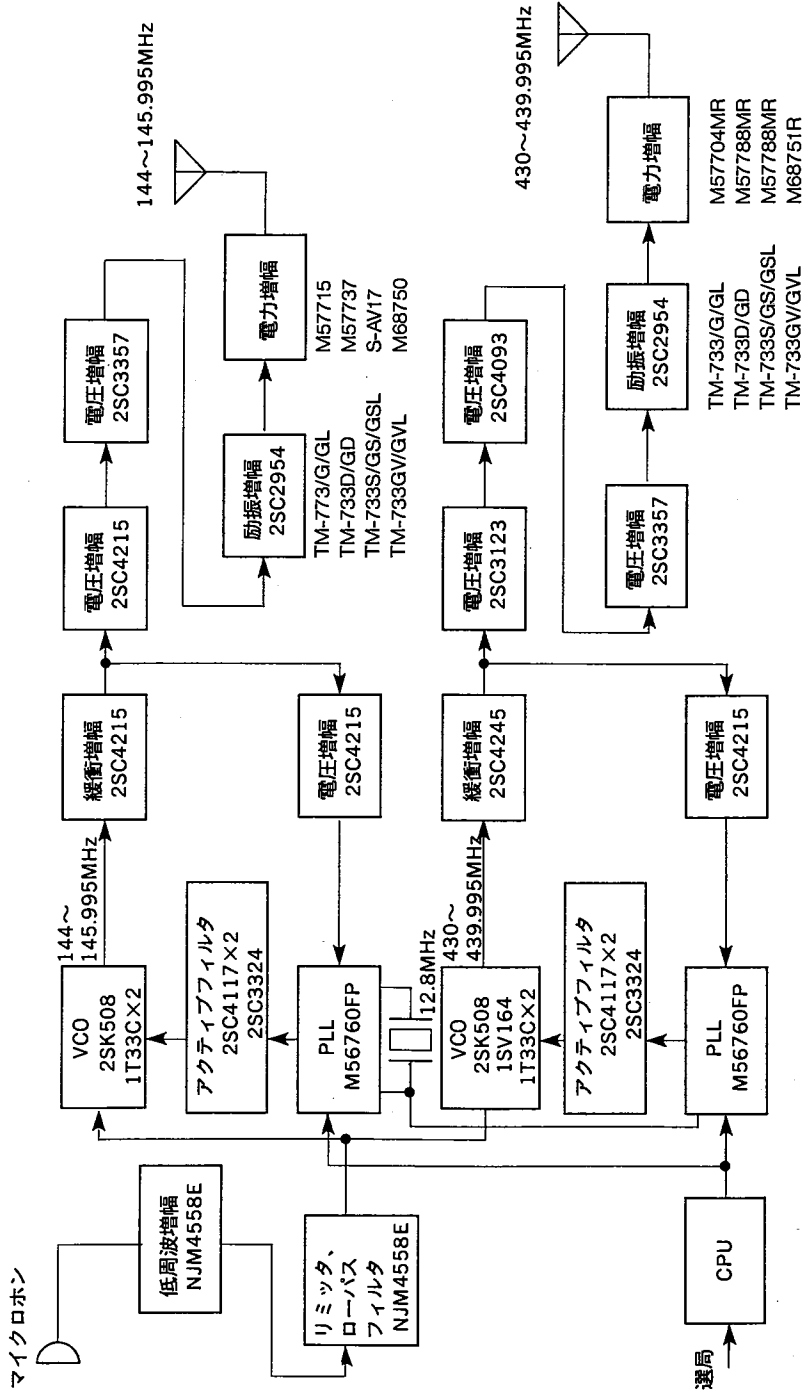 マイクロホン
低周波増幅
NJM4558E
リミッタ、
ローパス
フィルタ
NJM4558E
選局
CPU
VCO
2SK508
1T33C×2
144〜
145.995MHz
緩衝増幅
2SC4215
電圧増幅
2SC4215
電圧増幅
2SC3357
144〜145.995MHz
アクティブフィルタ
2SC4117×2
2SC3324
PLL
M56760FP
電圧増幅
2SC4215
励振増幅
2SC2954
電力増幅
TM-773/G/GL
M57715
TM-733D/GD
M57737
TM-733S/GS/GSL
S-AV17
TM-733GV/GVL
M68750
12.8MHz
VCO
2SK508
1SV164
1T33C×2
430〜
439.995MHz
緩衝増幅
2SC4245
電圧増幅
2SC3123
電圧増幅
2SC4093
430〜439.995MHz
アクティブフィルタ
2SC4117×2
2SC3324
PLL
M56760FP
電圧増幅
2SC4215
電圧増幅
2SC3357
励振増幅
2SC2954
電力増幅
TM-733/G/GL
M57704MR
TM-733D/GD
M57788MR
TM-733S/GS/GSL
M57788MR
TM-733GV/GVL
M68751R